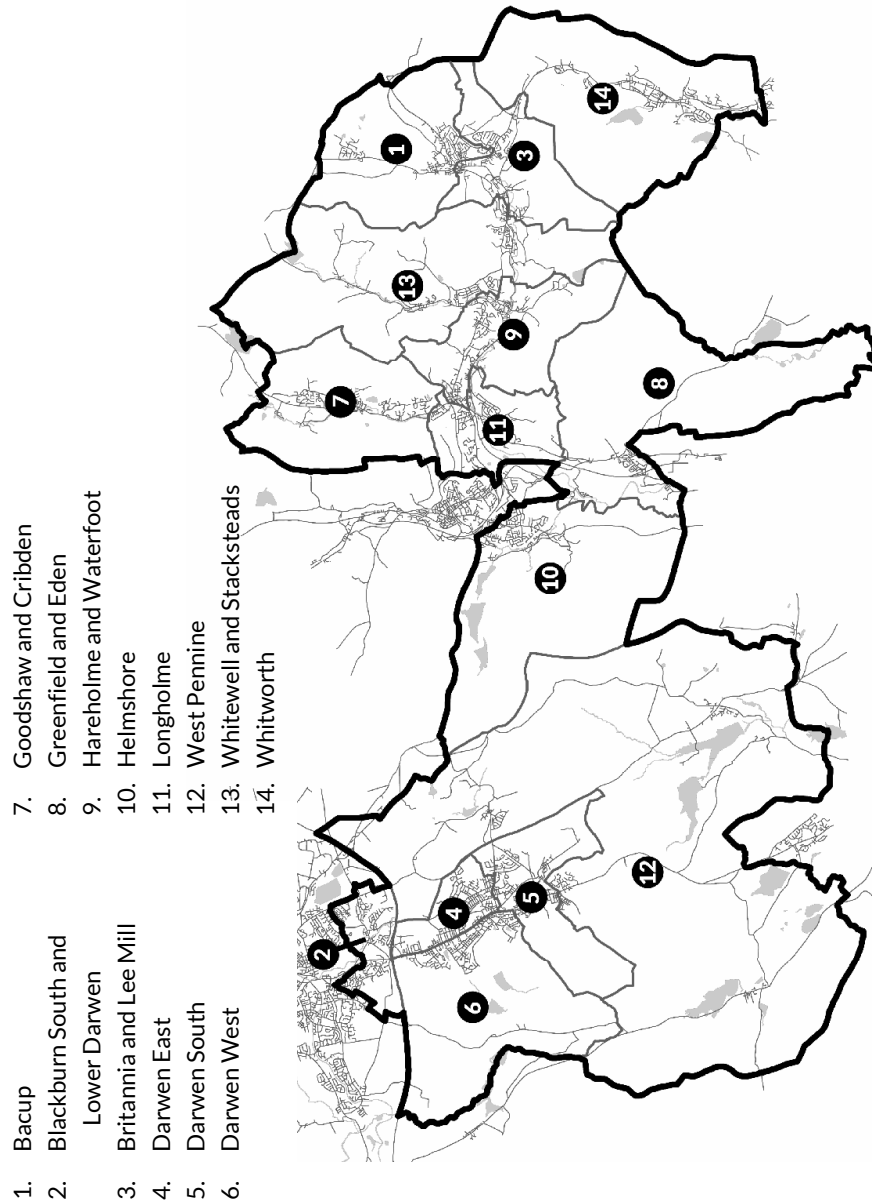 1. Bacup
2. Blackburn South and
Lower Darwen
3. Britannia and Lee Mill
4. Darwen East
5. Darwen South
6. Darwen West
7. Goodshaw and Cribden
8. Greenfield and Eden
9. Hareholme and Waterfoot
10. Helmshore
11. Longholme
12. West Pennine
13. Whitewell and Stacksteads
14. Whitworth
1
2
3
4
5
6
7
8
9
10
11
12
13
14